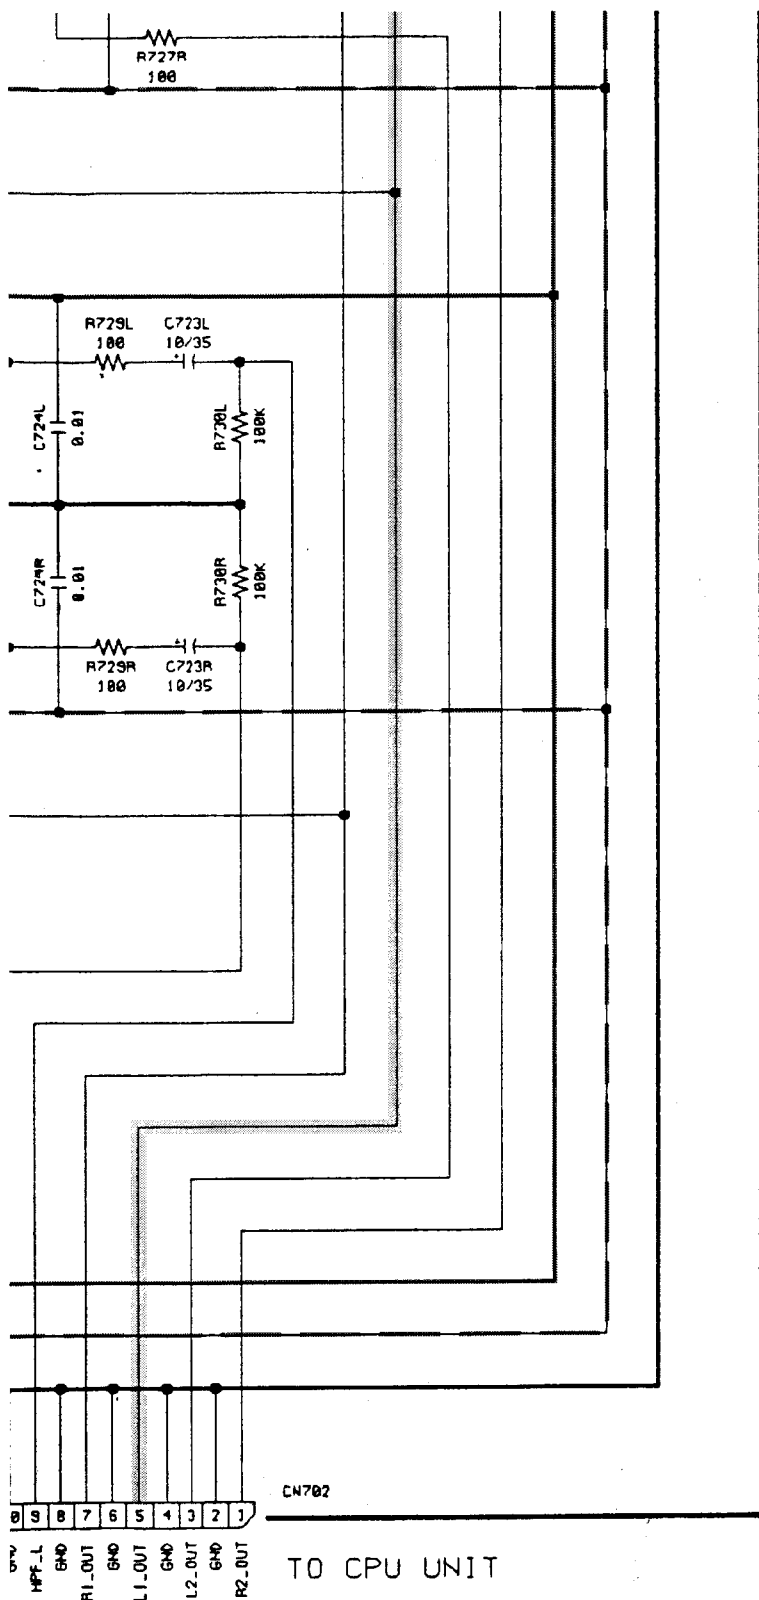 R727R
100
R729L
100
C723L
10/35
C724L
0.01
R730L
100K
C724R
0.01
R730R
100K
R729R
100
C723R
10/35
CN702
9 8 7 6 5 4 3 2 1
HPF_L
GND
R1_OUT
GND
L1_OUT
GND
L2_OUT
GND
R2_OUT
TO CPU UNIT